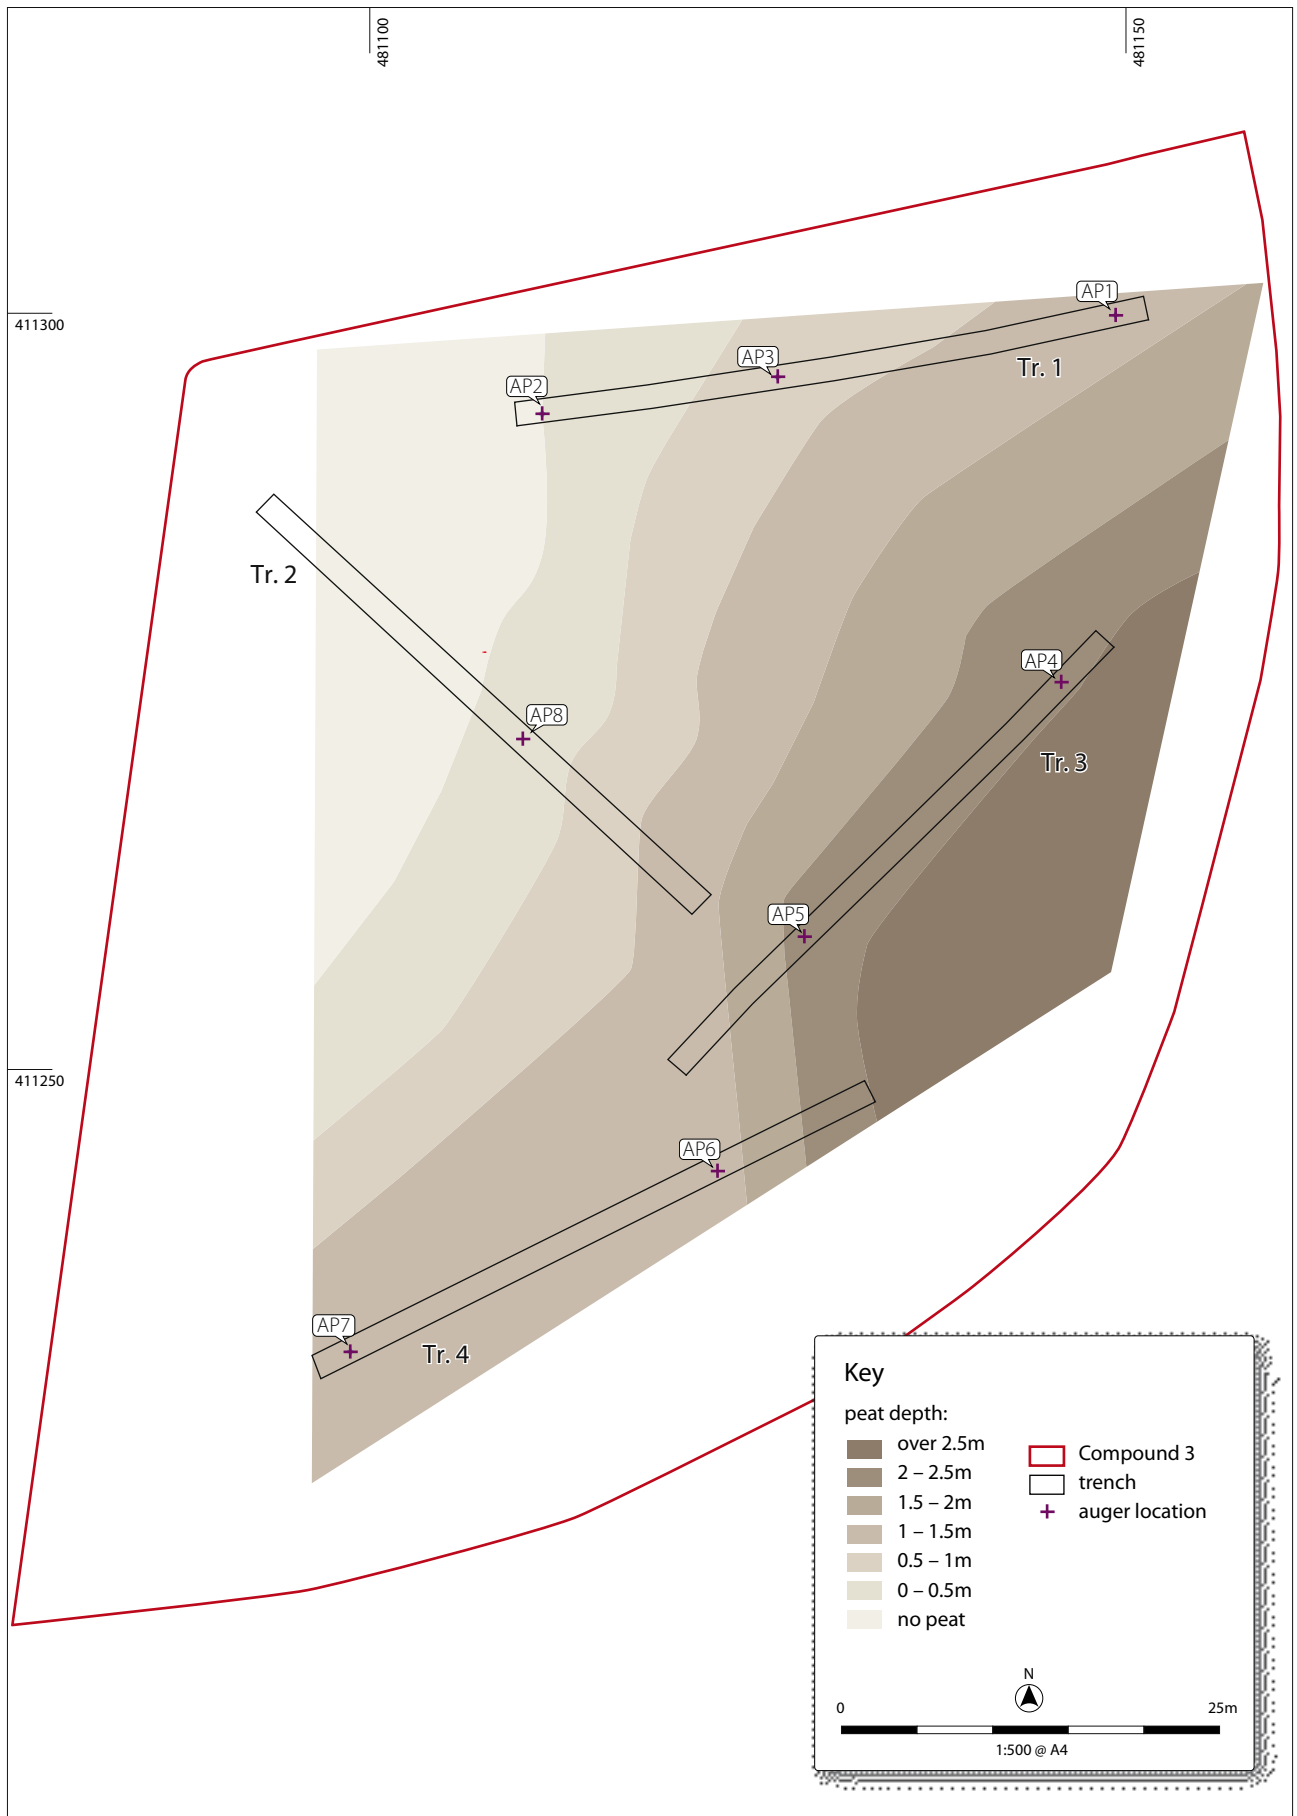 481100
481150
411300
AP1
Tr. 1
AP3
AP2
Tr. 2
AP4
AP8
Tr. 3
AP5
411250
AP6
AP7
Tr. 4
Key
peat depth:
over 2.5m
2 – 2.5m
1.5 – 2m
1 – 1.5m
0.5 – 1m
0 – 0.5m
no peat
Compound 3
trench
auger location
N
0 25m
1:500 @ A4